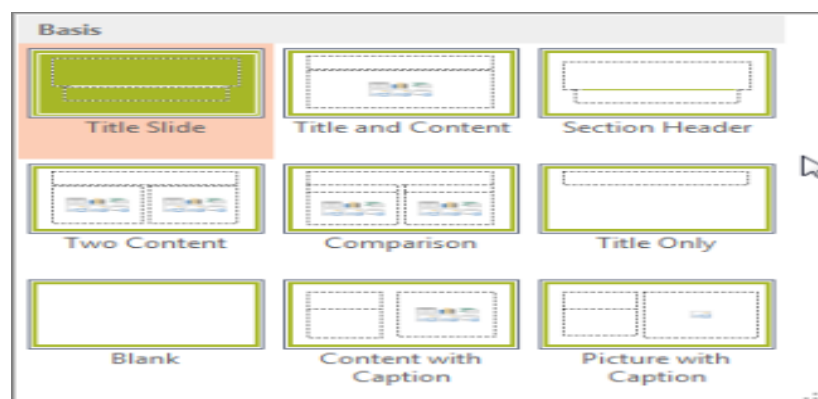 Basis
Title Slide
Title and Content
Section Header
Two Content
Comparison
Title Only
Blank
Content with
Caption
Picture with
Caption